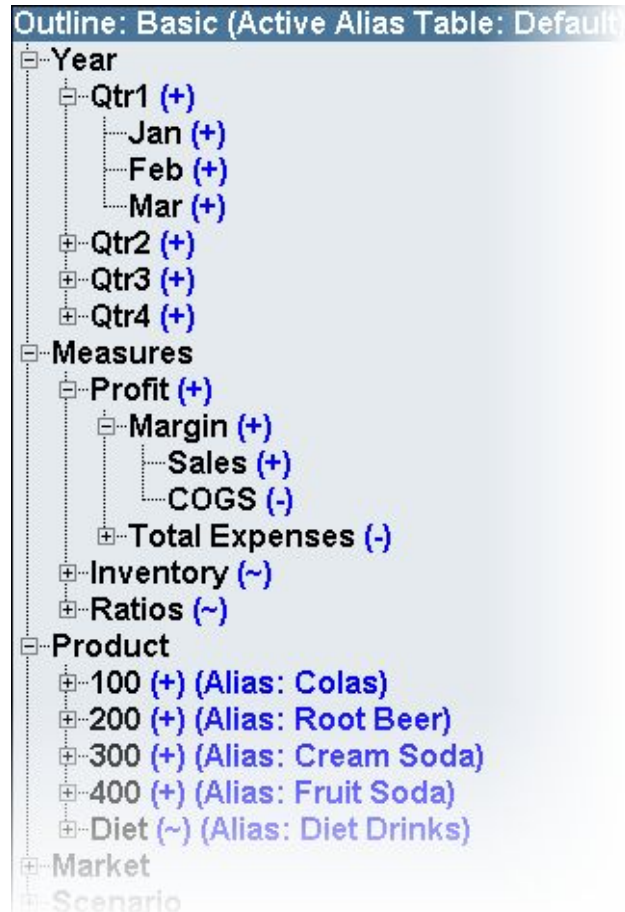 Outline: Basic (Active Alias Table: Default)
Year
Qtr1 (+)
Jan (+)
Feb (+)
Mar (+)
Qtr2 (+)
Qtr3 (+)
Qtr4 (+)
Measures
Profit (+)
Margin (+)
Sales (+)
COGS (-)
Total Expenses (-)
Inventory (~)
Ratios (~)
Product
100 (+) (Alias: Colas)
200 (+) (Alias: Root Beer)
300 (+) (Alias: Cream Soda)
400 (+) (Alias: Fruit Soda)
Diet (~) (Alias: Diet Drinks)
Market
Scenario